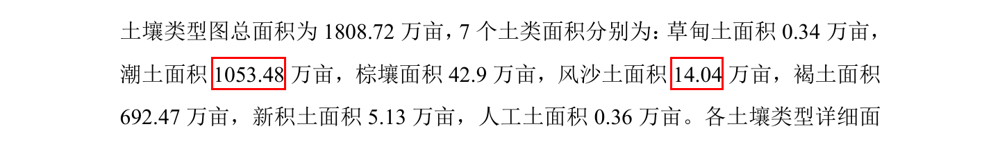 土壤类型图总面积为 1808.72 万亩，7 个土类面积分别为：草甸土面积 0.34 万亩，
潮土面积 1053.48 万亩，棕壤面积 42.9 万亩，风沙土面积 14.04 万亩，褐土面积
692.47 万亩，新积土面积 5.13 万亩，人工土面积 0.36 万亩。各土壤类型详细面